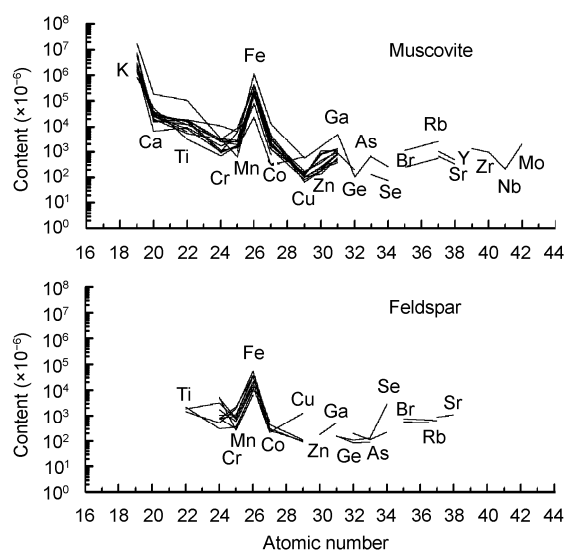 10⁸
10⁷
10⁶
10⁵
10⁴
10³
10²
10¹
10⁰
Content (×10⁻⁶)
Muscovite
K
Ca
Ti
Cr
Mn
Fe
Co
Cu
Zn
Ga
Ge
As
Se
Br
Rb
Sr
Y
Zr
Nb
Mo
16 18 20 22 24 26 28 30 32 34 36 38 40 42 44
10⁸
10⁷
10⁶
10⁵
10⁴
10³
10²
10¹
10⁰
Content (×10⁻⁶)
Feldspar
Ti
Cr
Mn
Fe
Co
Cu
Zn
Ga
Ge
As
Se
Br
Rb
Sr
16 18 20 22 24 26 28 30 32 34 36 38 40 42 44
Atomic number